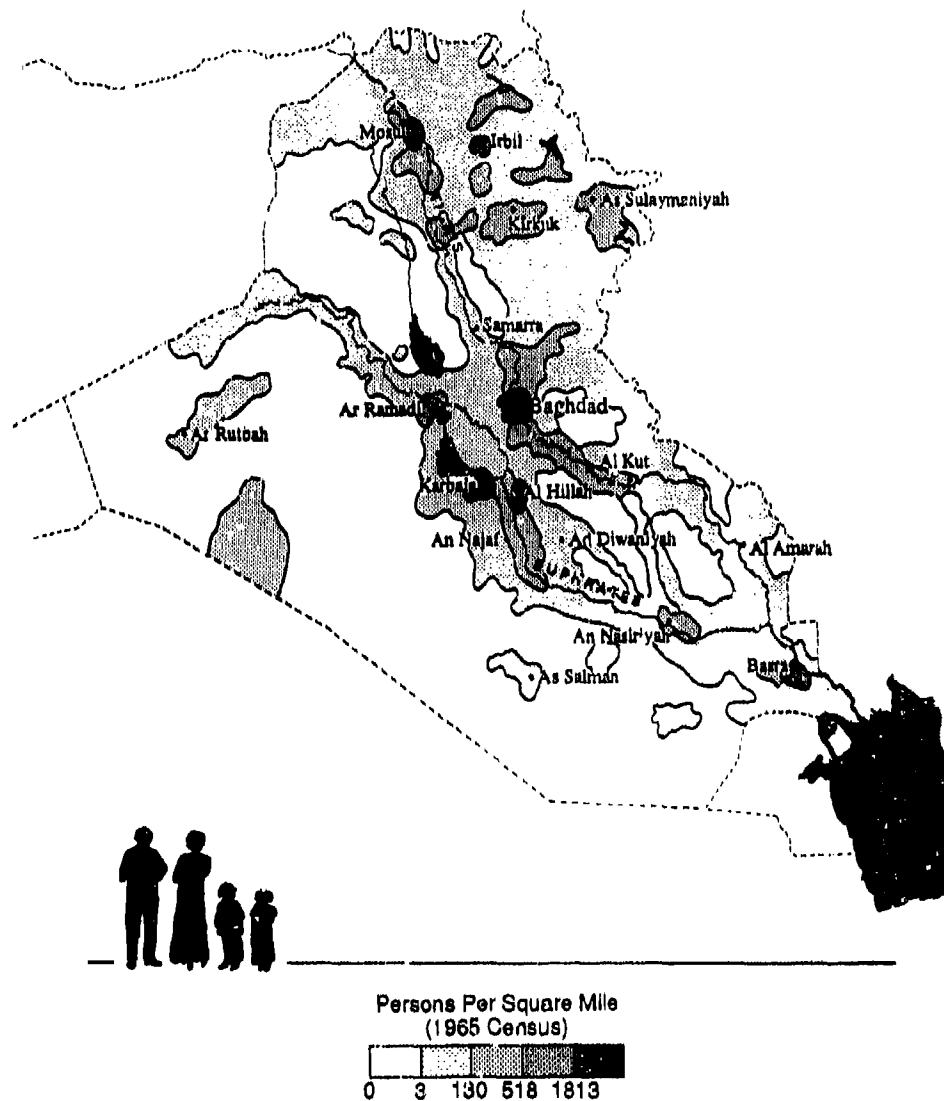 Mosul
Irbil
As Sulaymaniyah
Kirkuk
TIGRIS
Samarra
Ar Ramadi
Baghdad
Ar Rutbah
Al Kut
Karbala
Al Hillah
An Najaf
Ad Diwaniyah
Al Amarah
EUPHRATES
An Nasiriyah
Basra
As Salman
Persons Per Square Mile
(1965 Census)
0 3 130 518 1813